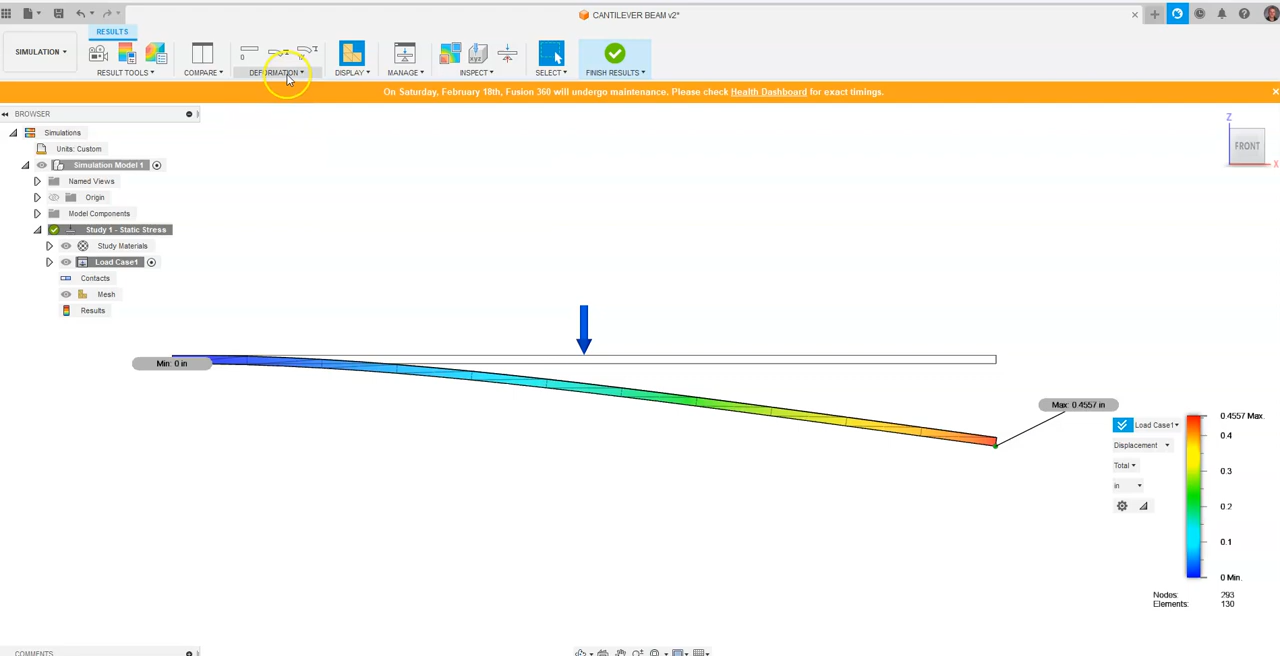 CANTILEVER BEAM v2*
RESULTS
SIMULATION
RESULT TOOLS
COMPARE
0
DEFORMATION
DISPLAY
MANAGE
INSPECT
SELECT
FINISH RESULTS
On Saturday, February 18th, Fusion 360 will undergo maintenance. Please check Health Dashboard for exact timings.
BROWSER
Simulations
Units: Custom
Simulation Model 1
Named Views
Origin
Model Components
Study 1 - Static Stress
Study Materials
Load Case1
Contacts
Mesh
Results
Z
FRONT
X
Min: 0 in
Max: 0.4557 in
Load Case1
Displacement
Total
in
0.4557 Max.
0.4
0.3
0.2
0.1
0 Min.
Nodes: 293
Elements: 130
COMMENTS